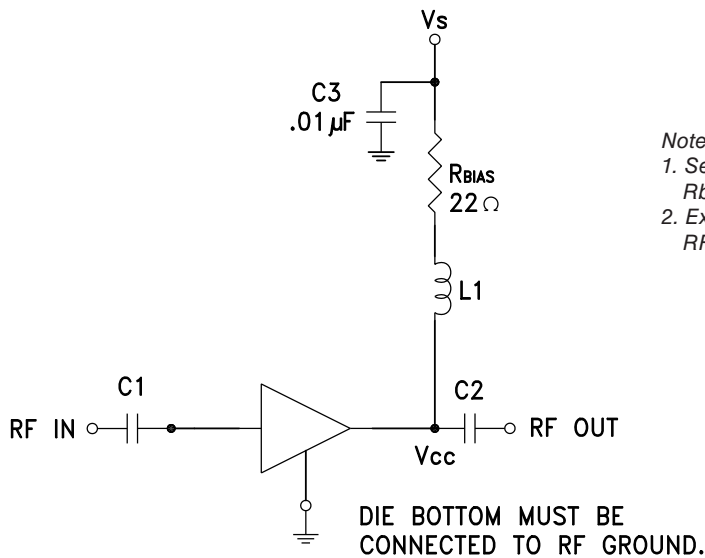 Vs
C3
.01µF
RBIAS
22Ω
L1
C1
C2
RF IN
RF OUT
Vcc
DIE BOTTOM MUST BE
CONNECTED TO RF GROUND.
Note
1. Se
Rb
2. Ex
RF